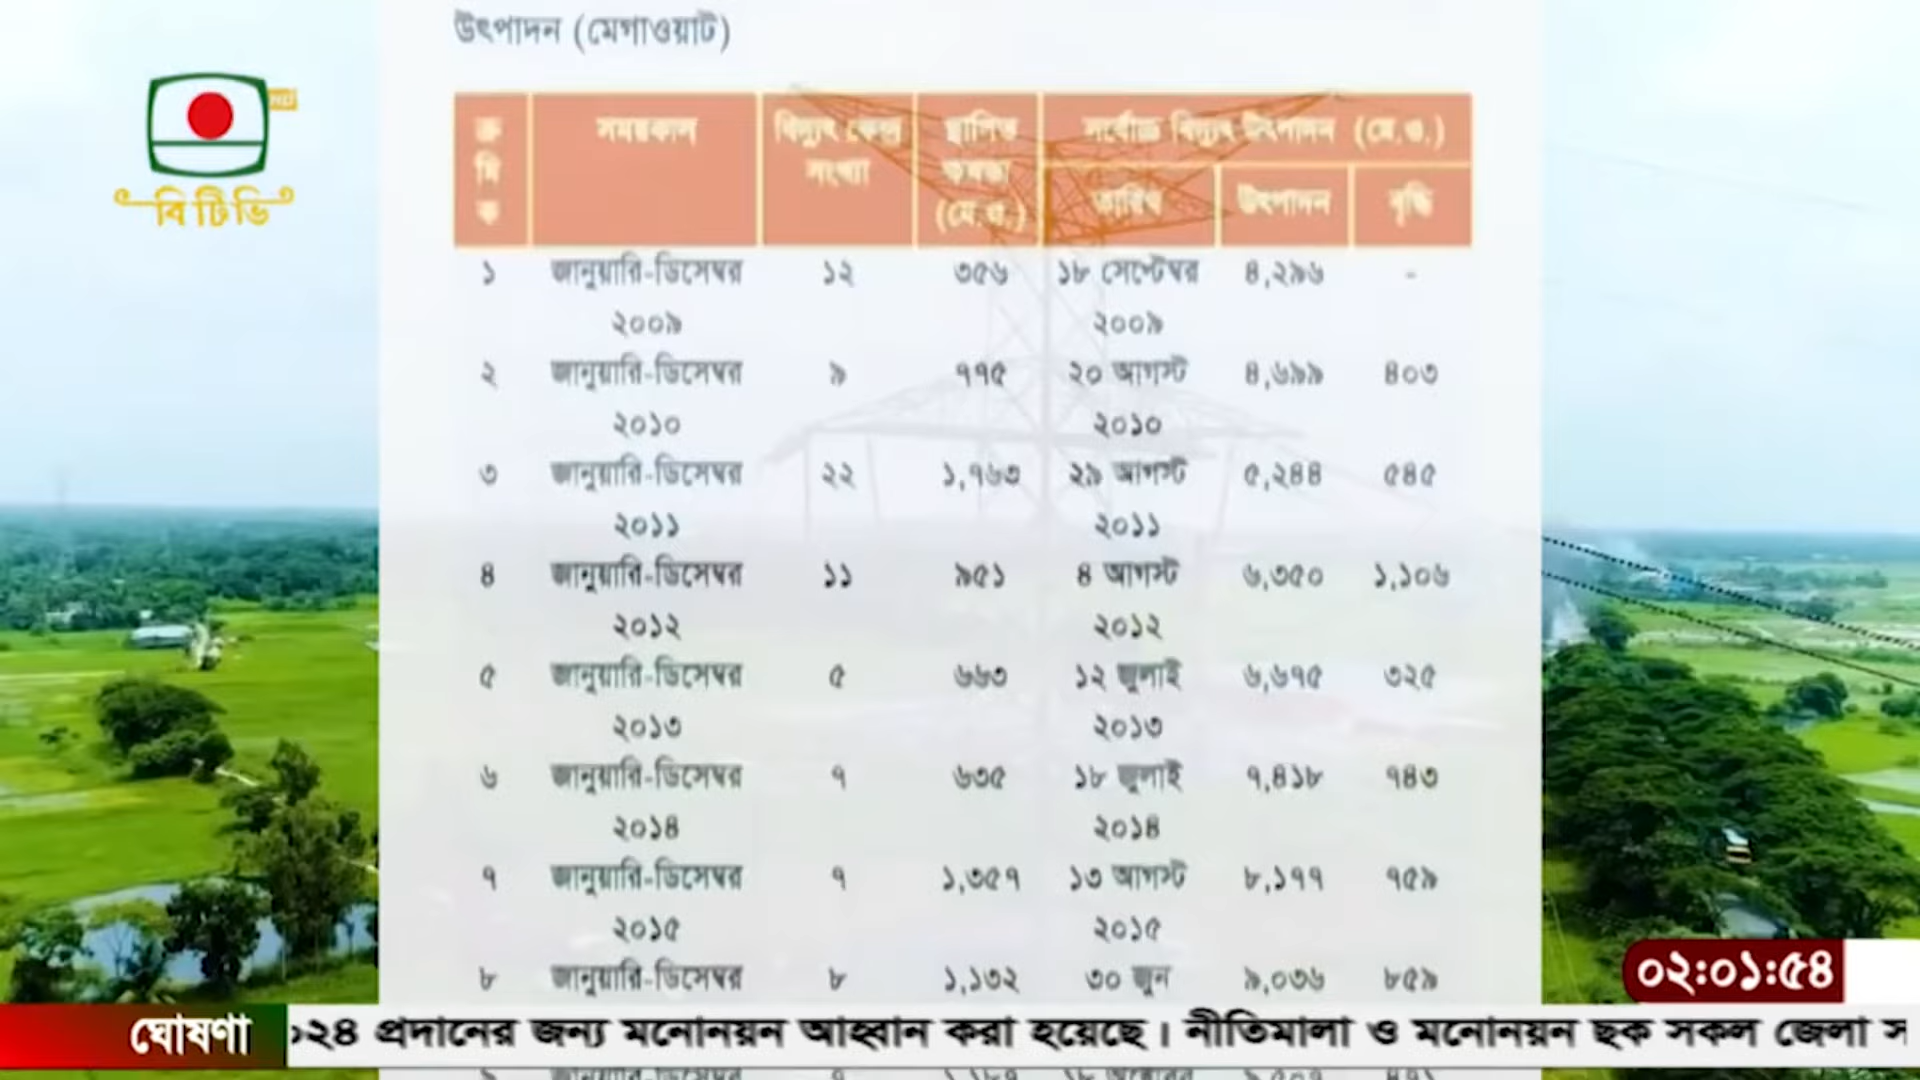 উৎপাদন (মেগাওয়াট)
বিটিভি
ক্রমিক সময়কাল বিদ্যুৎ কেন্দ্র সংখ্যা স্থাপিত ক্ষমতা (মে.ও.) সর্বোচ্চ বিদ্যুৎ উৎপাদন (মে.ও.)
তারিখ উৎপাদন বৃদ্ধি
১ জানুয়ারি-ডিসেম্বর ১২ ৩৫৬ ১৮ সেপ্টেম্বর ৪,২৯৬ -
২০০৯ ২০০৯
২ জানুয়ারি-ডিসেম্বর ৯ ৭৭৫ ২০ আগস্ট ৪,৬৯৯ ৪০৩
২০১০ ২০১০
৩ জানুয়ারি-ডিসেম্বর ২২ ১,৭৬৩ ২৯ আগস্ট ৫,২৪৪ ৫৪৫
২০১১ ২০১১
৪ জানুয়ারি-ডিসেম্বর ১১ ৯৫১ ৪ আগস্ট ৬,৩৫০ ১,১০৬
২০১২ ২০১২
৫ জানুয়ারি-ডিসেম্বর ৫ ৬৬৩ ১২ জুলাই ৬,৬৭৫ ৩২৫
২০১৩ ২০১৩
৬ জানুয়ারি-ডিসেম্বর ৭ ৬৩৫ ১৮ জুলাই ৭,৪১৮ ৭৪৩
২০১৪ ২০১৪
৭ জানুয়ারি-ডিসেম্বর ৭ ১,৩৫৭ ১৩ আগস্ট ৮,১৭৭ ৭৫৯
২০১৫ ২০১৫
৮ জানুয়ারি-ডিসেম্বর ৮ ১,১৩২ ৩০ জুন ৯,০৩৬ ৮৫৯
০২:০১:৫৪
ঘোষণা ২৪ প্রদানের জন্য মনোনয়ন আহ্বান করা হয়েছে। নীতিমালা ও মনোনয়ন ছক সকল জেলা স